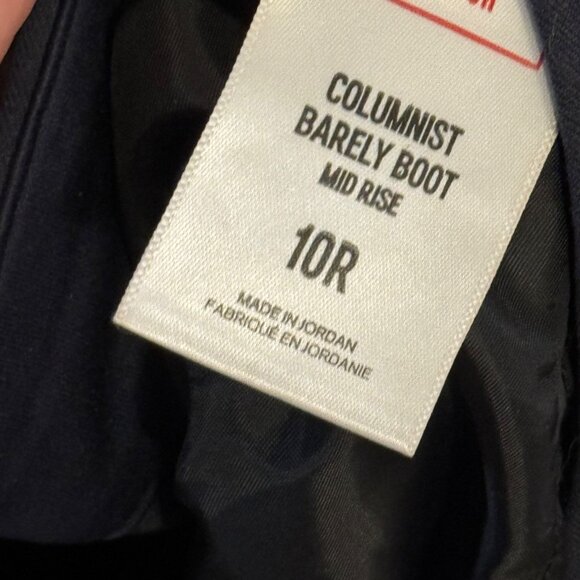 COLUMNIST
BARELY BOOT
MID RISE
10R
MADE IN JORDAN
FABRIQUÉ EN JORDANIE